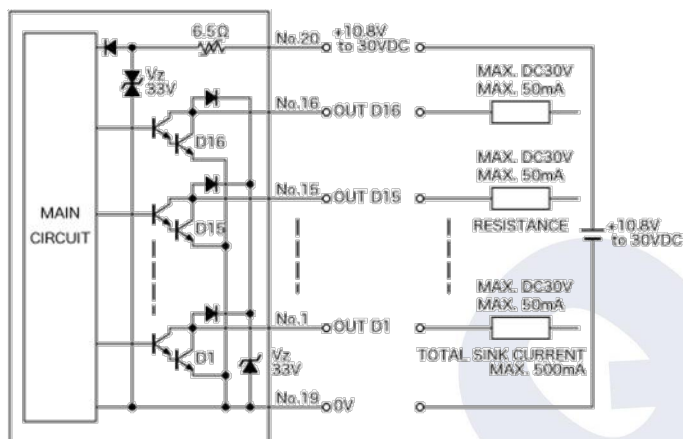 6.5Ω
No.20
+10.8V
to 30VDC
Vz
33V
MAX. DC30V
MAX. 50mA
No.16
OUT D16
D16
MAX. DC30V
MAX. 50mA
No.15
OUT D15
D15
MAIN
CIRCUIT
RESISTANCE
+10.8V
to 30VDC
MAX. DC30V
MAX. 50mA
No.1
OUT D1
D1
Vz
33V
TOTAL SINK CURRENT
MAX. 500mA
No.19
0V